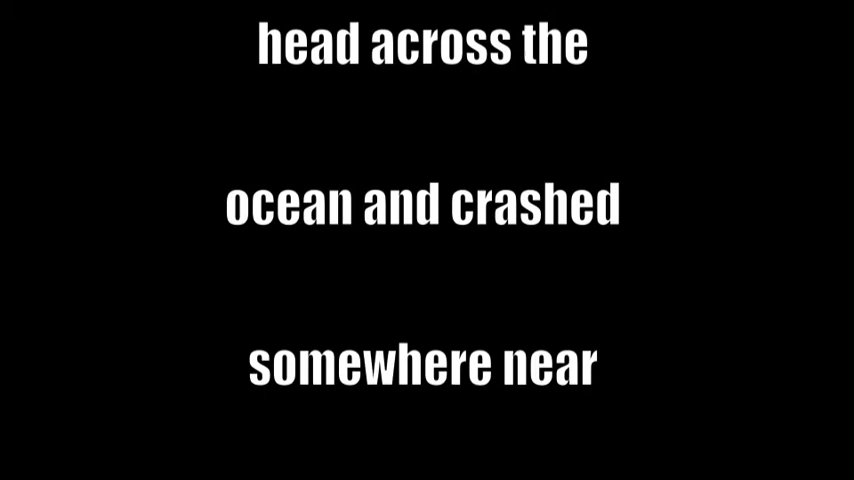 head across the
ocean and crashed
somewhere near